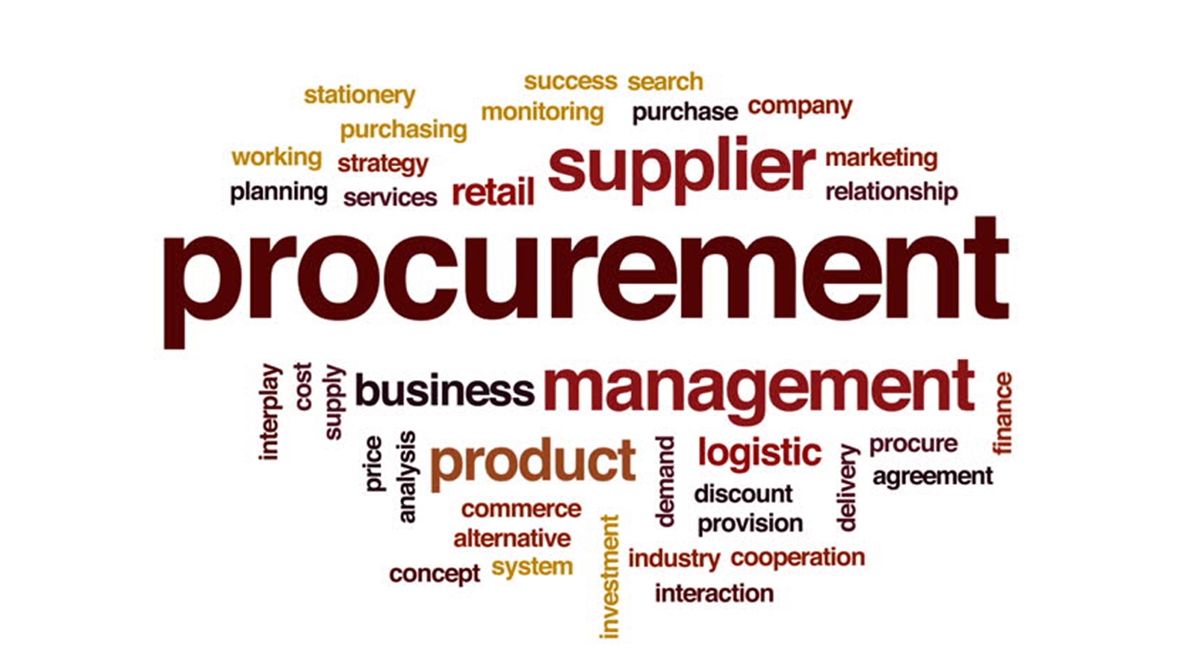 success search
stationery
monitoring purchase company
purchasing
working strategy supplier marketing
planning services retail relationship
procurement
interplay
cost
supply
business management
finance
price
analysis
product
demand
logistic
delivery
procure
agreement
discount
provision
commerce
alternative
concept system
investment
industry cooperation
interaction